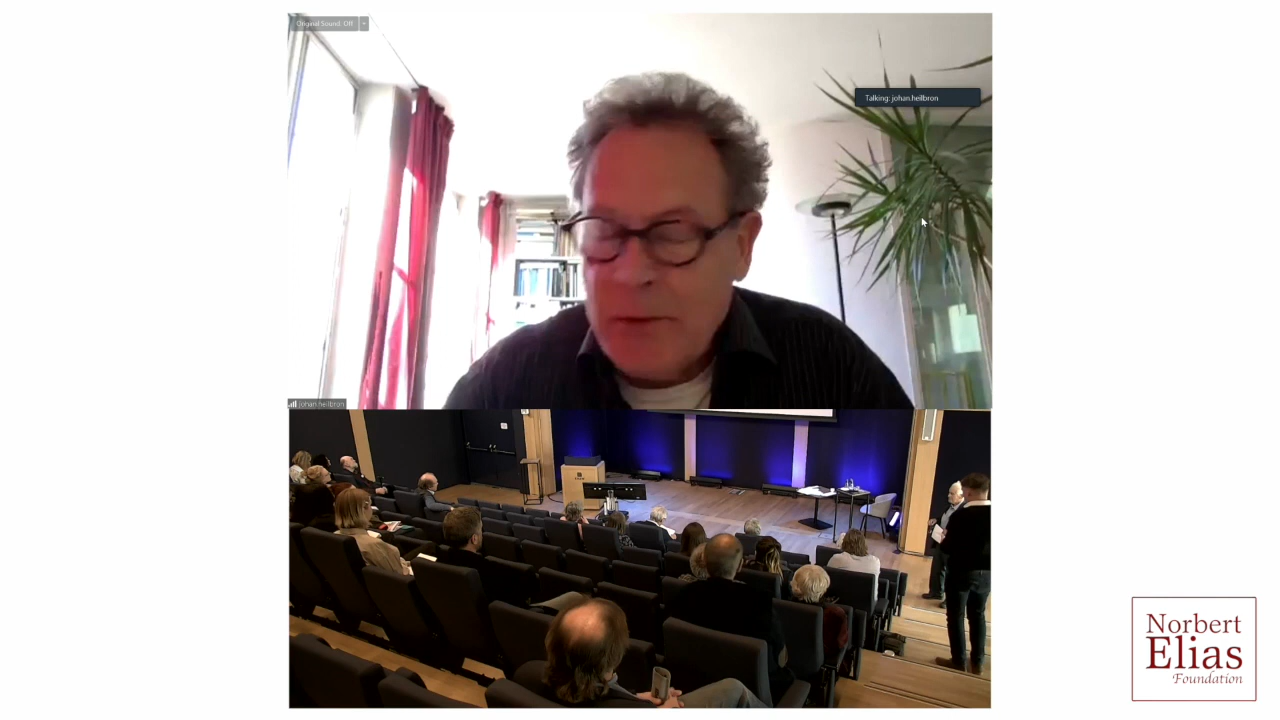 Original Sound: Off
Talking: johan.heilbron
johan.heilbron
Norbert
Elias
Foundation